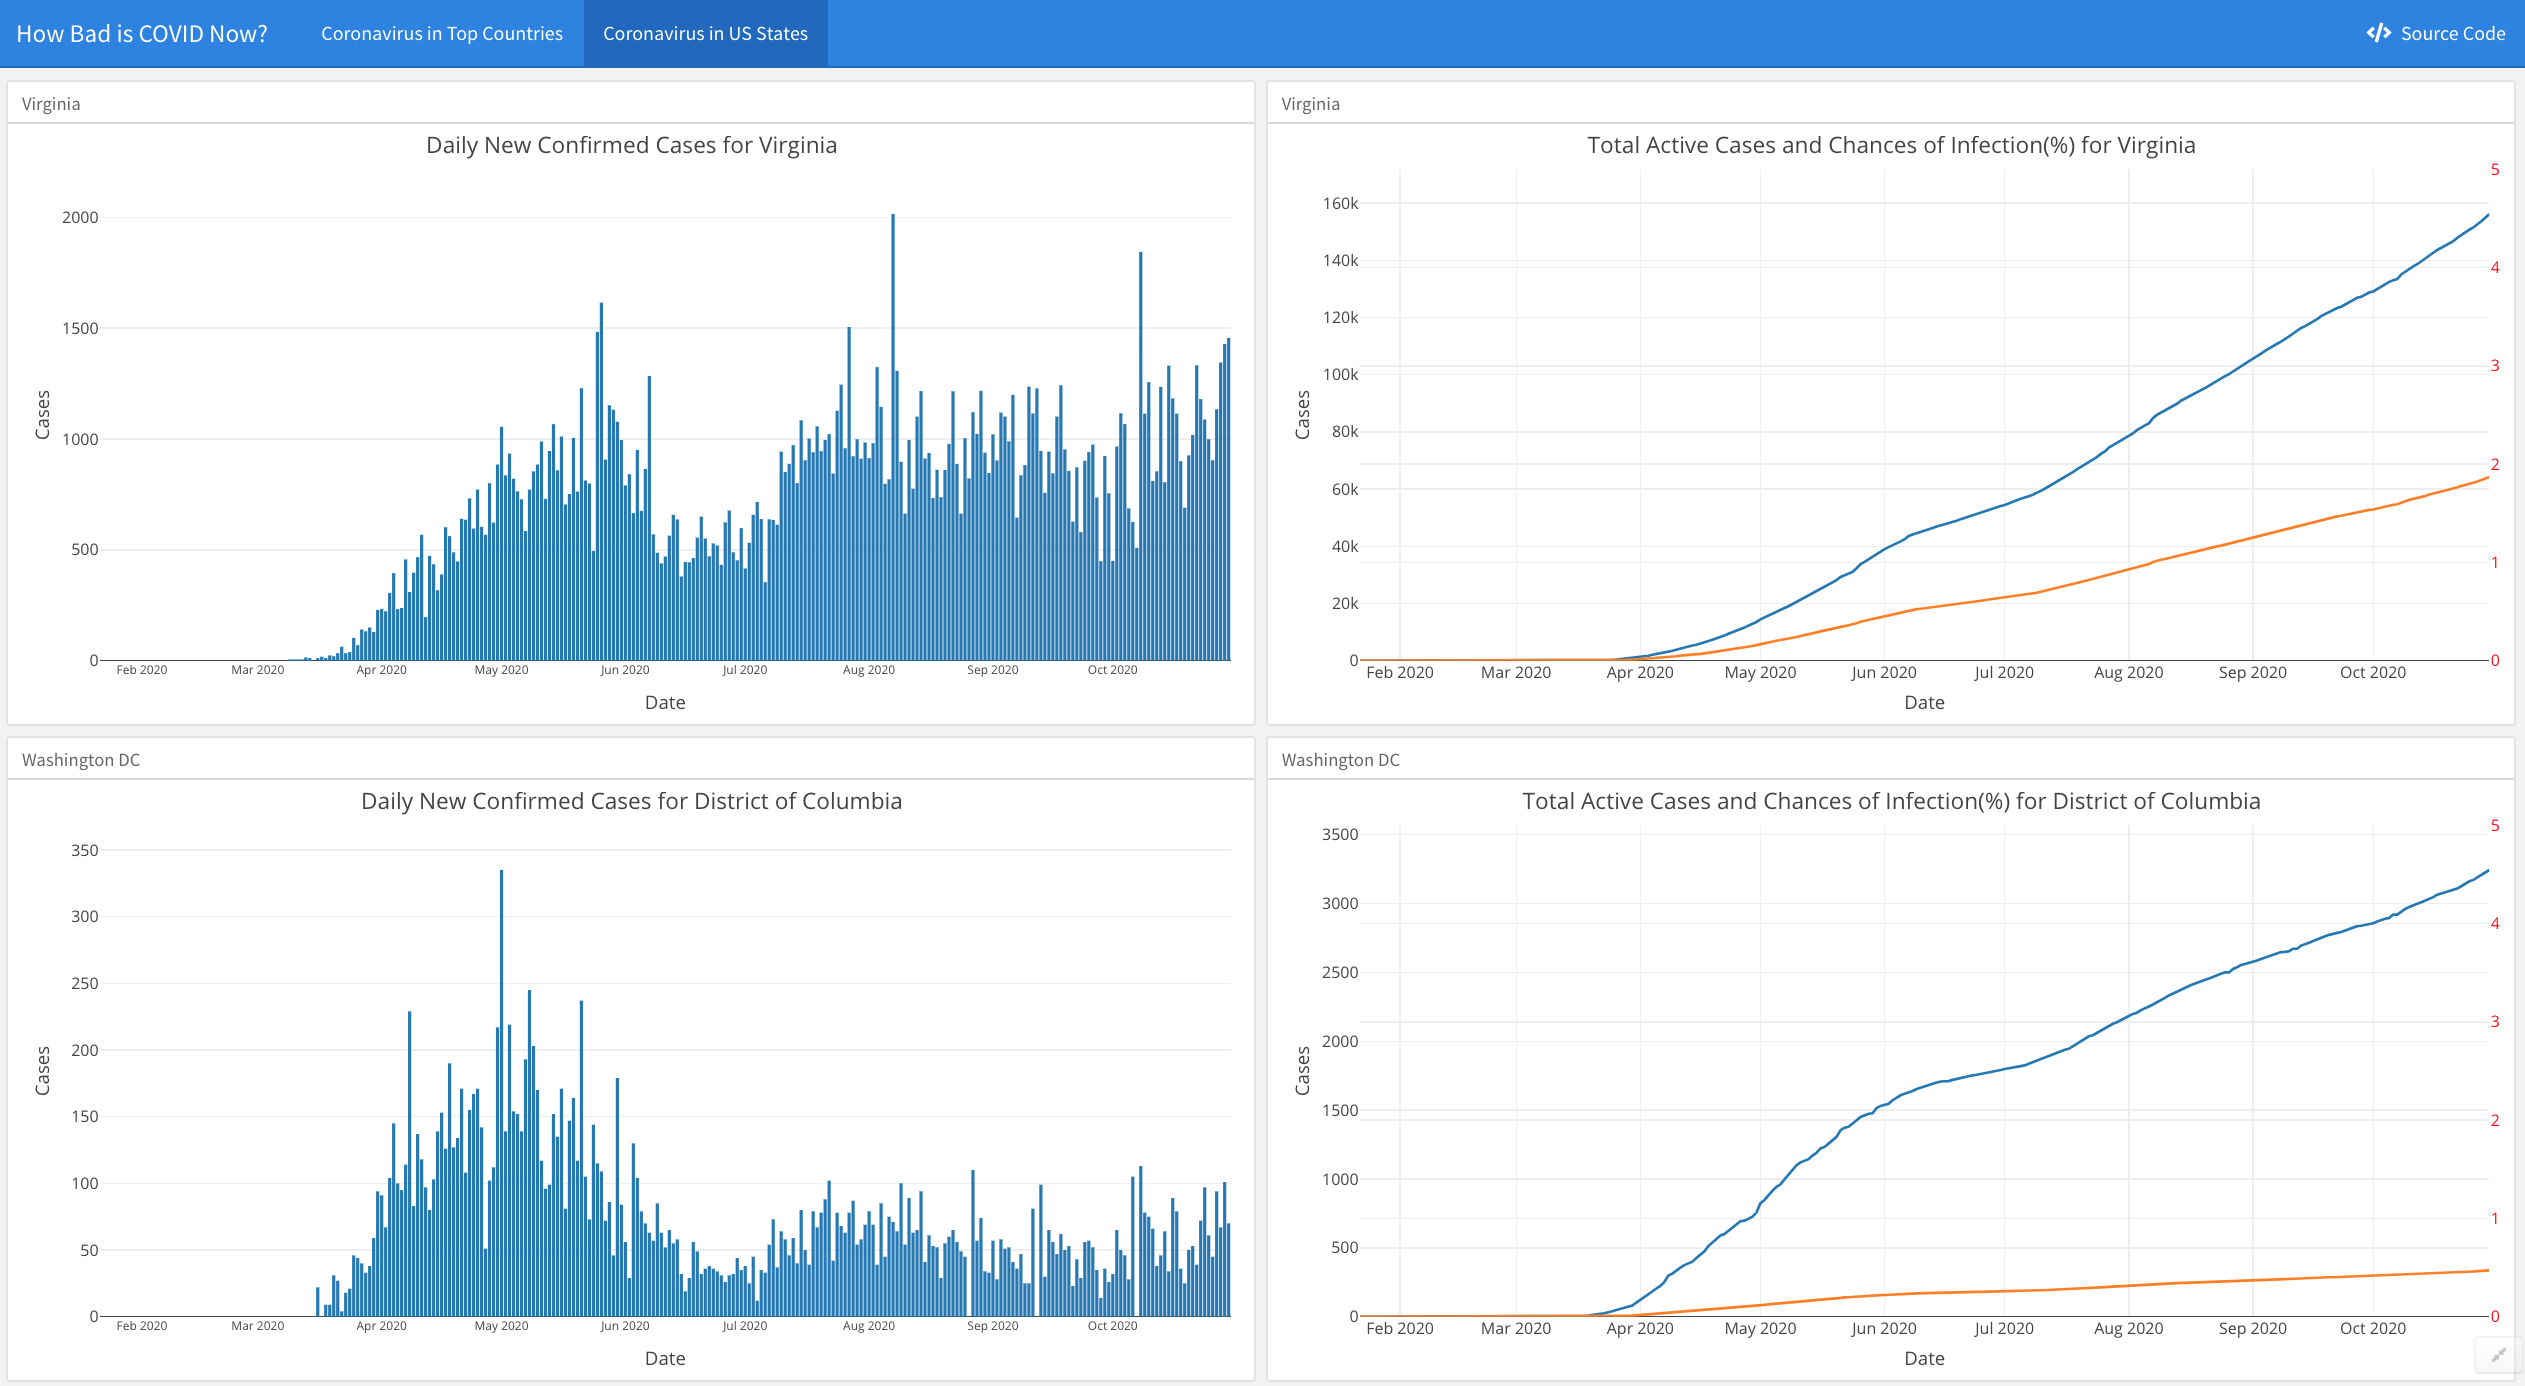 How Bad is COVID Now? Coronavirus in Top Countries Coronavirus in US States Source Code
Virginia
Daily New Confirmed Cases for Virginia
2000
1500
1000
500
0
Cases
Feb 2020 Mar 2020 Apr 2020 May 2020 Jun 2020 Jul 2020 Aug 2020 Sep 2020 Oct 2020
Date
Virginia
Total Active Cases and Chances of Infection(%) for Virginia
160k
140k
120k
100k
80k
60k
40k
20k
0
Cases
5
4
3
2
1
0
Feb 2020 Mar 2020 Apr 2020 May 2020 Jun 2020 Jul 2020 Aug 2020 Sep 2020 Oct 2020
Date
Washington DC
Daily New Confirmed Cases for District of Columbia
350
300
250
200
150
100
50
0
Cases
Feb 2020 Mar 2020 Apr 2020 May 2020 Jun 2020 Jul 2020 Aug 2020 Sep 2020 Oct 2020
Date
Washington DC
Total Active Cases and Chances of Infection(%) for District of Columbia
3500
3000
2500
2000
1500
1000
500
0
Cases
5
4
3
2
1
0
Feb 2020 Mar 2020 Apr 2020 May 2020 Jun 2020 Jul 2020 Aug 2020 Sep 2020 Oct 2020
Date